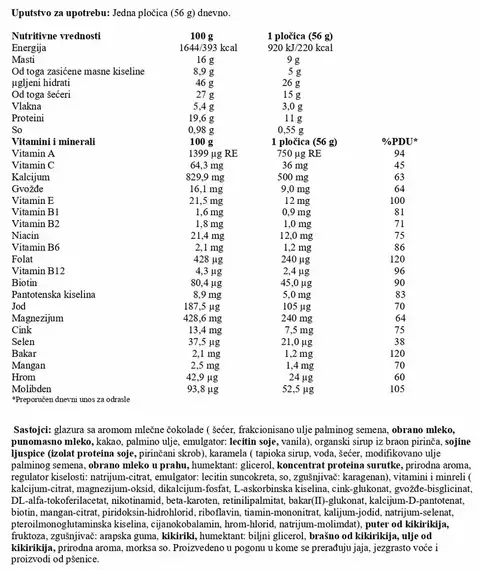 Uputstvo za upotrebu: Jedna pločica (56 g) dnevno.
Nutritivne vrednosti 100 g 1 pločica (56 g)
Energija 1644/393 kcal 920 kJ/220 kcal
Masti 16 g 9 g
Od toga zasićene masne kiseline 8,9 g 5 g
µgljeni hidrati 46 g 26 g
Od toga šećeri 27 g 15 g
Vlakna 5,4 g 3,0 g
Proteini 19,6 g 11 g
So 0,98 g 0,55 g
Vitamini i minerali 100 g 1 pločica (56 g) %PDU*
Vitamin A 1399 µg RE 750 µg RE 94
Vitamin C 64,3 mg 36 mg 45
Kalcijum 829,9 mg 500 mg 63
Gvožđe 16,1 mg 9,0 mg 64
Vitamin E 21,5 mg 12 mg 100
Vitamin B1 1,6 mg 0,9 mg 81
Vitamin B2 1,8 mg 1,0 mg 71
Niacin 21,4 mg 12,0 mg 75
Vitamin B6 2,1 mg 1,2 mg 86
Folat 428 µg 240 µg 120
Vitamin B12 4,3 µg 2,4 µg 96
Biotin 80,4 µg 45,0 µg 90
Pantotenska kiselina 8,9 mg 5,0 mg 83
Jod 187,5 µg 105 µg 70
Magnezijum 428,6 mg 240 mg 64
Cink 13,4 mg 7,5 mg 75
Selen 37,5 µg 21,0 µg 38
Bakar 2,1 mg 1,2 mg 120
Mangan 2,5 mg 1,4 mg 70
Hrom 42,9 µg 24 µg 60
Molibden 93,8 µg 52,5 µg 105
*Preporučen dnevni unos za odrasle
Sastojci: glazura sa aromom mlečne čokolade ( šećer, frakcionisano ulje palminog semena, obrano mleko,
punomasno mleko, kakao, palmino ulje, emulgator: lecitin soje, vanila), organski sirup iz braon pirinča, sojine
ljuspice (izolat proteina soje, pirinčani skrob), karamela ( tapioka sirup, voda, šećer, modifikovano ulje
palminog semena, obrano mleko u prahu, humektant: glicerol, koncentrat proteina surutke, prirodna aroma,
regulator kiselosti: natrijum-citrat, emulgator: lecitin suncokreta, so, zgušnjivač: karagenan), vitamini i minreli (
kalcijum-citrat, magnezijum-oksid, dikalcijum-fosfat, L-askorbinska kiselina, cink-glukonat, gvožđe-bisglicinat,
DL-alfa-tokoferilacetat, nikotinamid, beta-karoten, retinilpalmitat, bakar(II)-glukonat, kalcijum-D-pantotenat,
biotin, mangan-citrat, piridoksin-hidrohlorid, riboflavin, tiamin-mononitrat, kalijum-jodid, natrijum-selenat,
pteroilmonoglutaminska kiselina, cijanokobalamin, hrom-hlorid, natrijum-molimdat), puter od kikirikija,
fruktoza, zgušnjivač: arapska guma, kikiriki, humektant: biljni glicerol, brašno od kikirikija, ulje od
kikirikija, prirodna aroma, morksa so. Proizvedeno u pogonu u kome se prerađuju jaja, jezgrasto voće i
proizvodi od pšenice.